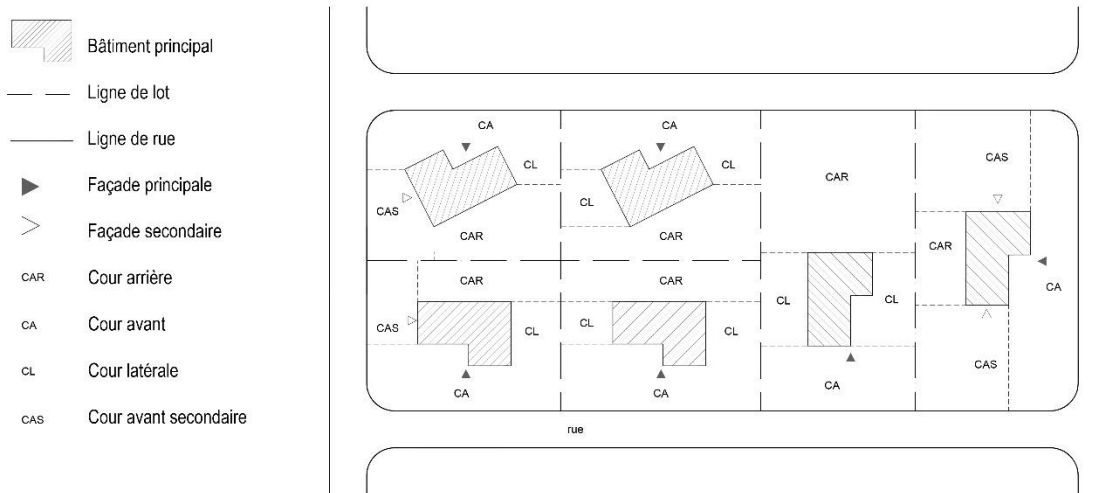 Bâtiment principal
Ligne de lot
Ligne de rue
Façade principale
Façade secondaire
CAR Cour arrière
CA Cour avant
CL Cour latérale
CAS Cour avant secondaire
CA CA
CAS
CL CL
CAR
CL
CAS
CAR CAR
CAR
CAR CAR
CA
CL CL
CAS CL CL CL
CAS
CA CA CA
rue